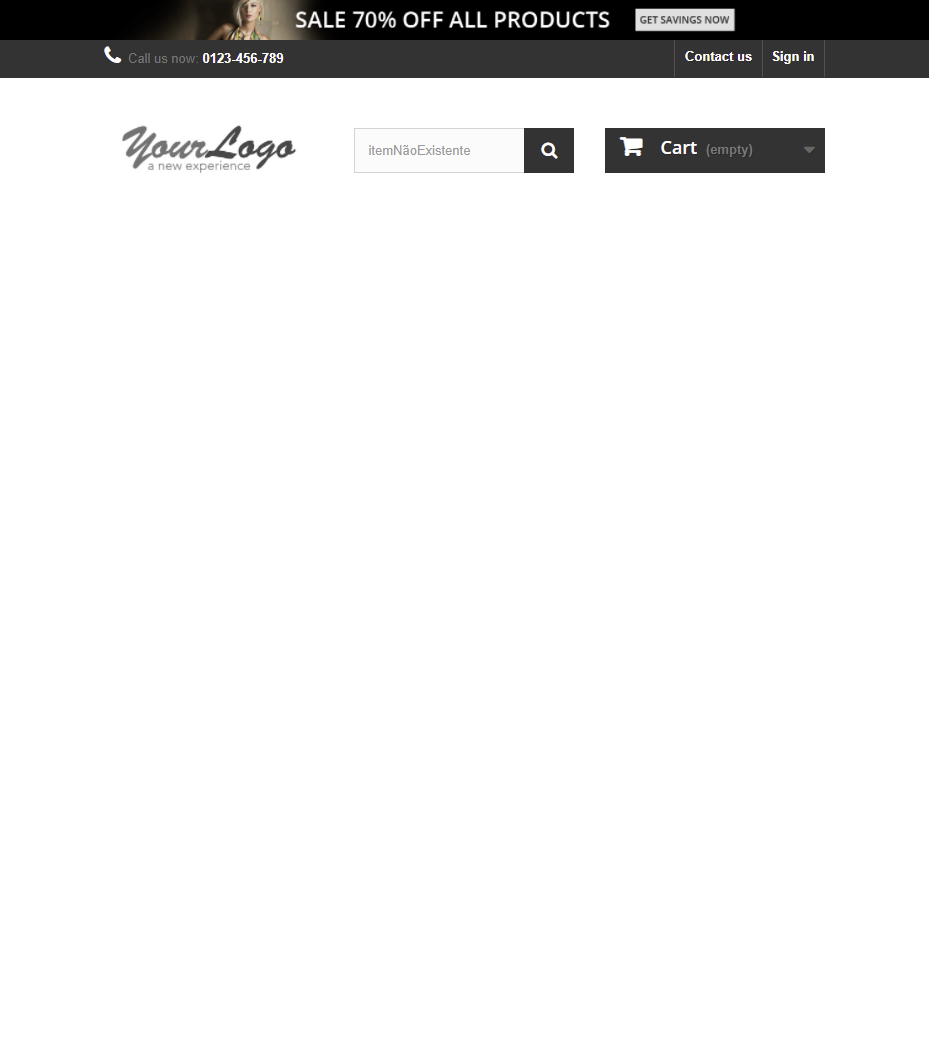 SALE 70% OFF ALL PRODUCTS GET SAVINGS NOW
Call us now: 0123-456-789 Contact us Sign in
YourLogo
a new experience
itemNãoExistente
Cart (empty)